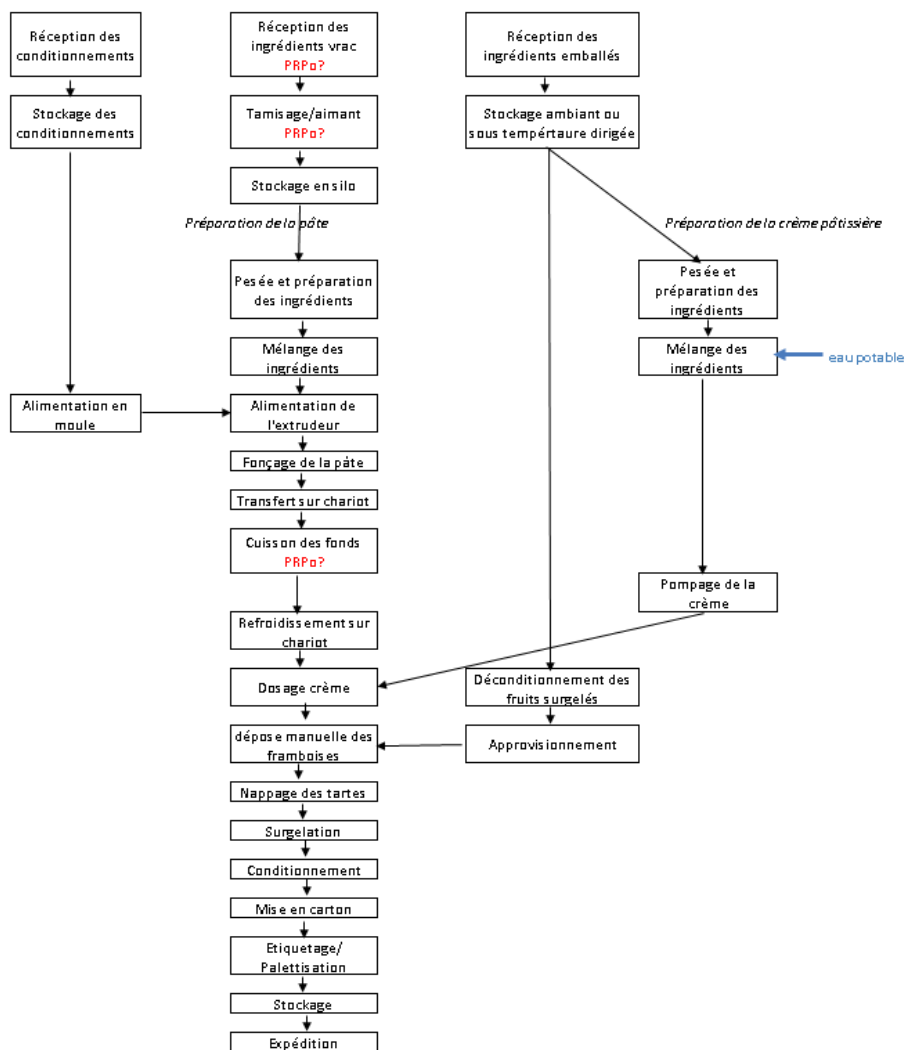 Réception des
conditionnements
Réception des
ingrédients vrac
PRPo?
Réception des
ingrédients emballés
Stockage des
conditionnements
Tamisage/aimant
PRPo?
Stockage ambiant ou
sous tempértaure dirigée
Stockage en silo
Préparation de la pâte
Préparation de la crème pâtissière
Pesée et préparation
des ingrédients
Pesée et
préparation des
ingrédients
Mélange des
ingrédients
Mélange des
ingrédients
eau potable
Alimentation en
moule
Alimentation de
l'extrudeur
Fonçage de la pâte
Transfert sur chariot
Cuisson des fonds
PRPo?
Pompage de la
crème
Refroidissement sur
chariot
Dosage crème
Déconditionnement des
fruits surgelés
dépose manuelle des
framboises
Approvisionnement
Nappage des tartes
Surgelation
Conditionnement
Mise en carton
Etiquetage/
Palettisation
Stockage
Expédition